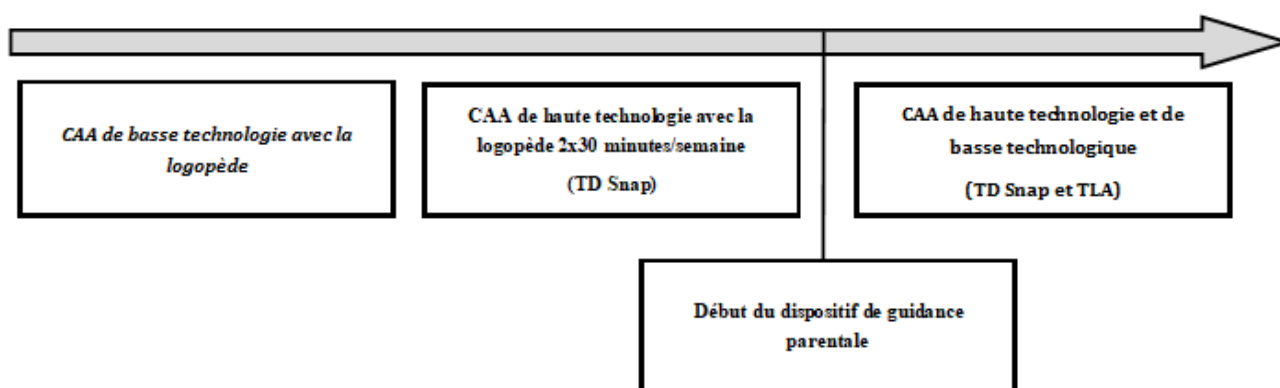 CAA de basse technologie avec la
logopède
CAA de haute technologie avec la
logopède 2x30 minutes/semaine
(TD Snap)
CAA de haute technologie et de
basse technologique
(TD Snap et TLA)
Début du dispositif de guidance
parentale